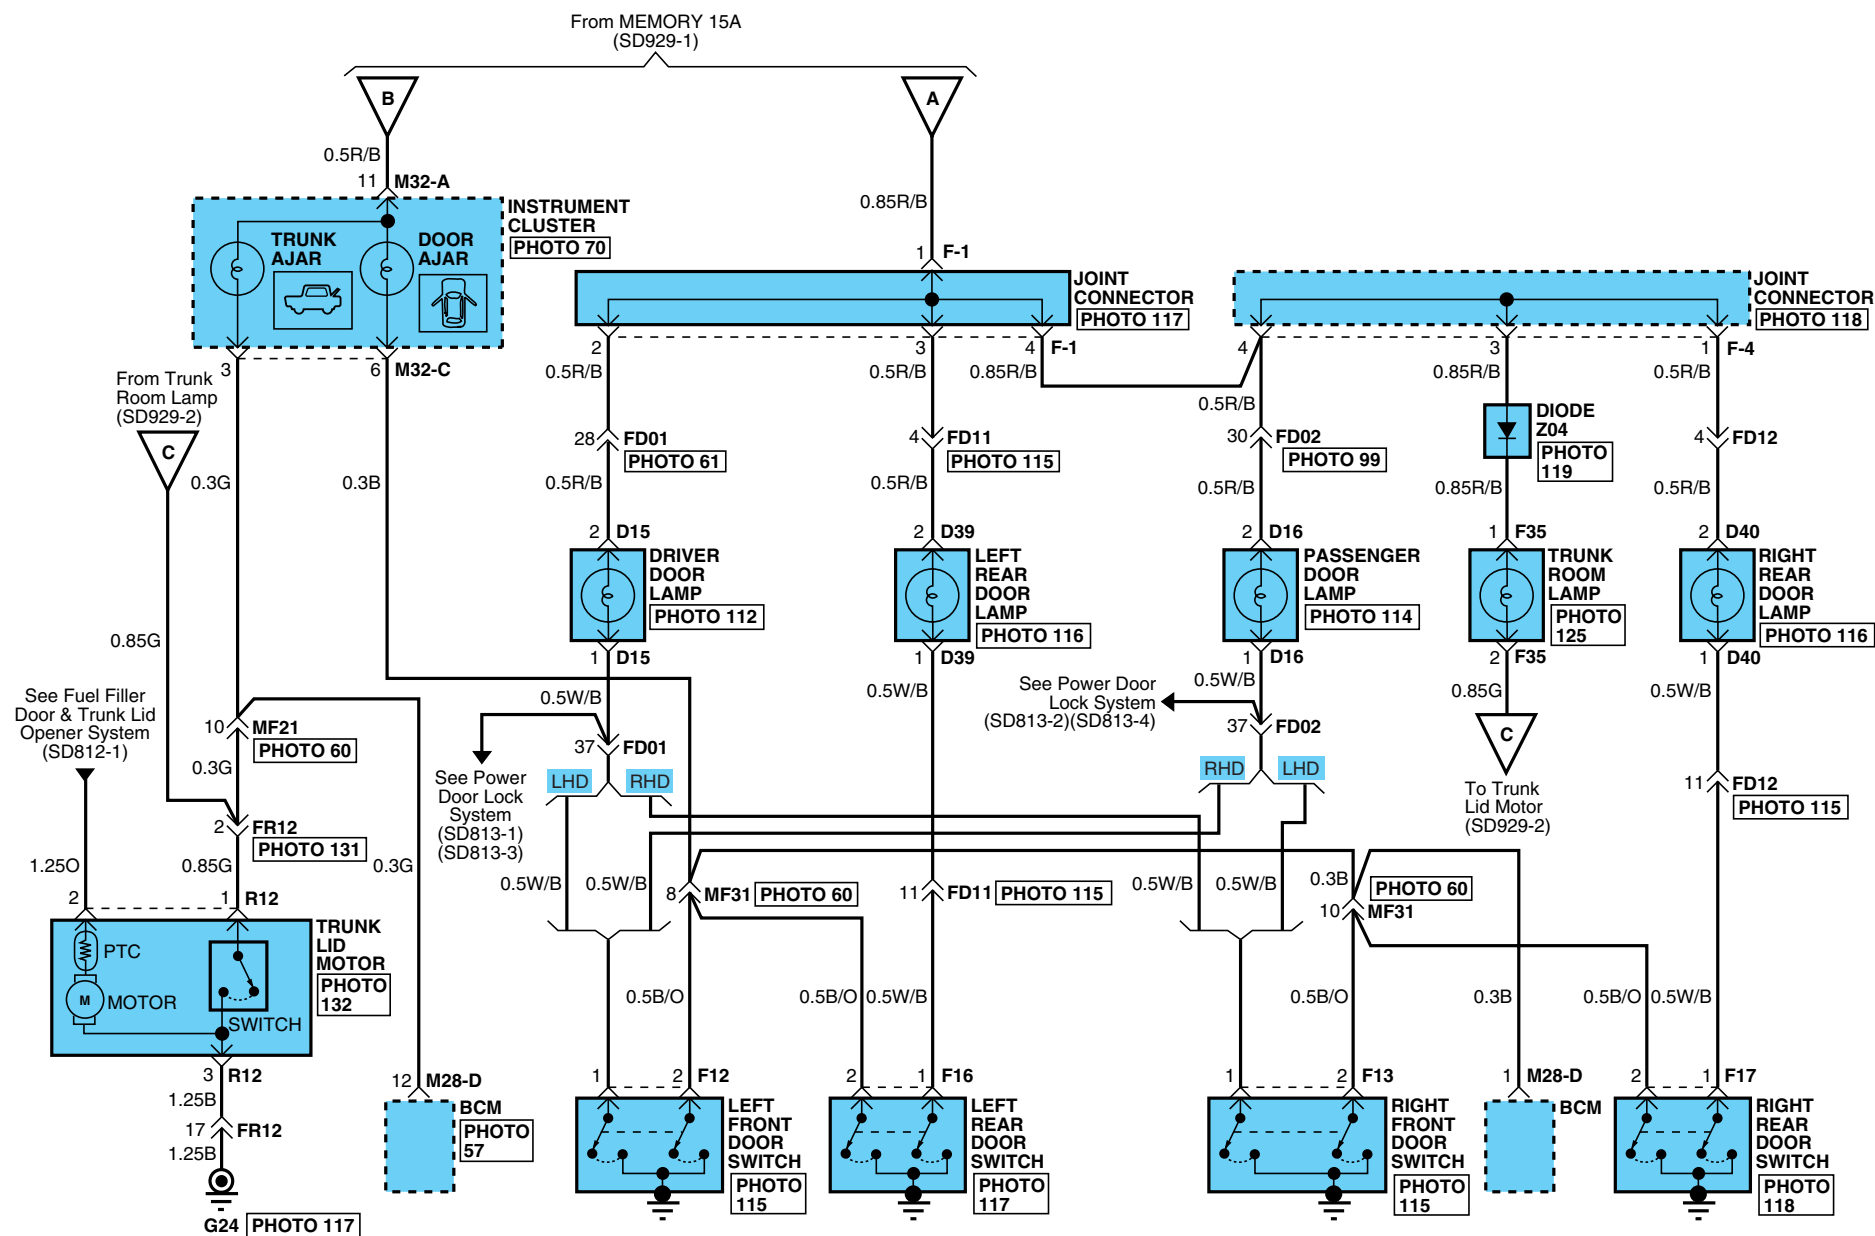 From MEMORY 15A
(SD929-1)
B
A
0.5R/B
11 M32-A
0.85R/B
INSTRUMENT
CLUSTER
PHOTO 70
TRUNK
AJAR
DOOR
AJAR
1 F-1
JOINT
CONNECTOR
PHOTO 117
JOINT
CONNECTOR
PHOTO 118
3
6 M32-C
2
3
4 F-1
4
3
1 F-4
From Trunk
Room Lamp
(SD929-2)
C
0.5R/B
0.5R/B
0.85R/B
0.5R/B
0.85R/B
0.5R/B
28 FD01
PHOTO 61
4 FD11
PHOTO 115
30 FD02
PHOTO 99
DIODE
Z04
PHOTO
119
4 FD12
0.3G
0.3B
0.5R/B
0.5R/B
0.5R/B
0.85R/B
0.5R/B
2 D15
2 D39
2 D16
1 F35
2 D40
DRIVER
DOOR
LAMP
PHOTO 112
LEFT
REAR
DOOR
LAMP
PHOTO 116
PASSENGER
DOOR
LAMP
PHOTO 114
TRUNK
ROOM
LAMP
PHOTO
125
RIGHT
REAR
DOOR
LAMP
PHOTO 116
1 D15
1 D39
1 D16
2 F35
1 D40
0.85G
See Fuel Filler
Door & Trunk Lid
Opener System
(SD812-1)
10 MF21
PHOTO 60
0.3G
2 FR12
PHOTO 131
0.5W/B
0.5W/B
0.5W/B
0.85G
0.5W/B
See Power Door
Lock System
(SD813-2)(SD813-4)
37 FD01
37 FD02
LHD
RHD
RHD
LHD
See Power
Door Lock
System
(SD813-1)
(SD813-3)
C
To Trunk
Lid Motor
(SD929-2)
11 FD12
PHOTO 115
1.25O
0.85G
0.3G
0.5W/B
0.5W/B
8 MF31 PHOTO 60
11 FD11 PHOTO 115
0.5W/B
0.5W/B
0.3B
PHOTO 60
10 MF31
2
1 R12
TRUNK
LID
MOTOR
PHOTO
132
PTC
M
MOTOR
SWITCH
0.5B/O
0.5B/O
0.5W/B
0.5B/O
0.3B
0.5B/O
0.5W/B
3 R12
1.25B
17 FR12
1.25B
G24 PHOTO 117
12 M28-D
BCM
PHOTO
57
1
2 F12
LEFT
FRONT
DOOR
SWITCH
PHOTO
115
2
1 F16
LEFT
REAR
DOOR
SWITCH
PHOTO
117
1
2 F13
RIGHT
FRONT
DOOR
SWITCH
PHOTO
115
1 M28-D
BCM
2
1 F17
RIGHT
REAR
DOOR
SWITCH
PHOTO
118